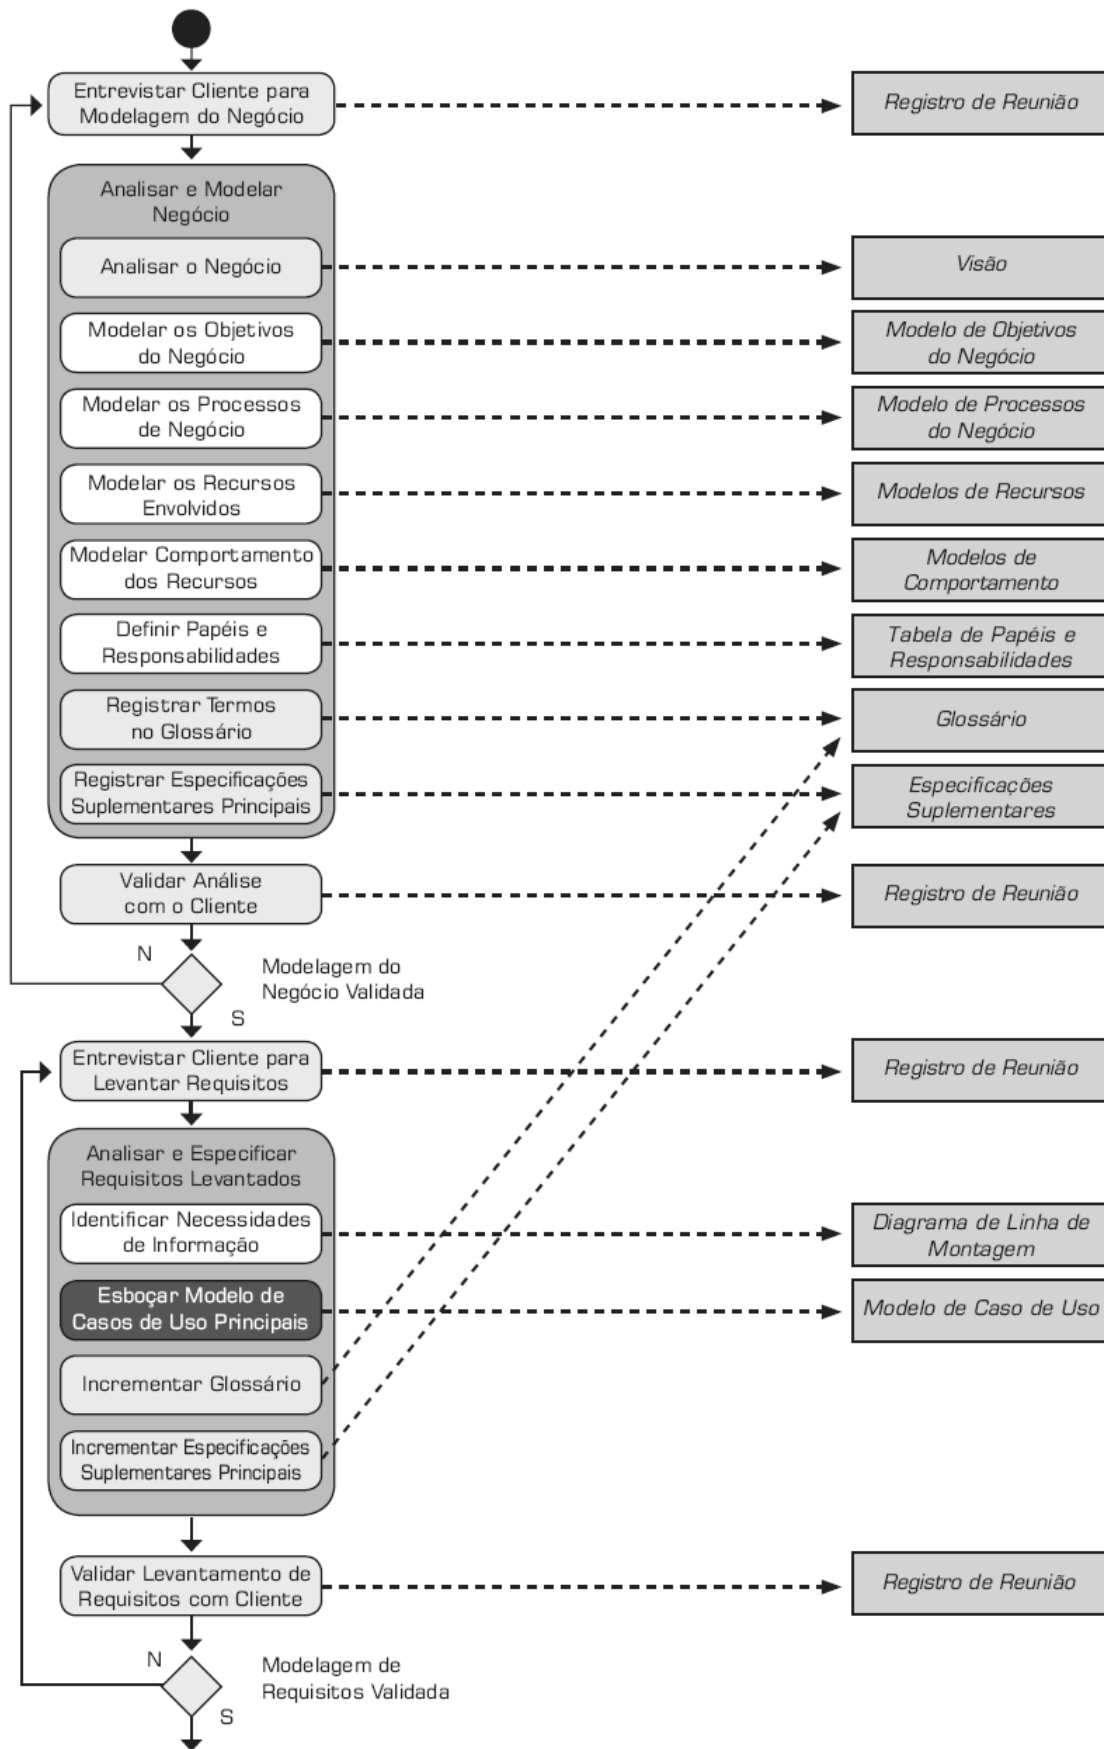 Entrevistar Cliente para
Modelagem do Negócio
Registro de Reunião
Analisar e Modelar
Negócio
Analisar o Negócio
Visão
Modelar os Objetivos
do Negócio
Modelo de Objetivos
do Negócio
Modelar os Processos
de Negócio
Modelo de Processos
do Negócio
Modelar os Recursos
Envolvidos
Modelos de Recursos
Modelar Comportamento
dos Recursos
Modelos de
Comportamento
Definir Papéis e
Responsabilidades
Tabela de Papéis e
Responsabilidades
Registrar Termos
no Glossário
Glossário
Registrar Especificações
Suplementares Principais
Especificações
Suplementares
Validar Análise
com o Cliente
Registro de Reunião
N
Modelagem do
Negócio Validada
S
Entrevistar Cliente para
Levantar Requisitos
Registro de Reunião
Analisar e Especificar
Requisitos Levantados
Identificar Necessidades
de Informação
Diagrama de Linha de
Montagem
Esboçar Modelo de
Casos de Uso Principais
Modelo de Caso de Uso
Incrementar Glossário
Incrementar Especificações
Suplementares Principais
Validar Levantamento de
Requisitos com Cliente
Registro de Reunião
N
Modelagem de
Requisitos Validada
S